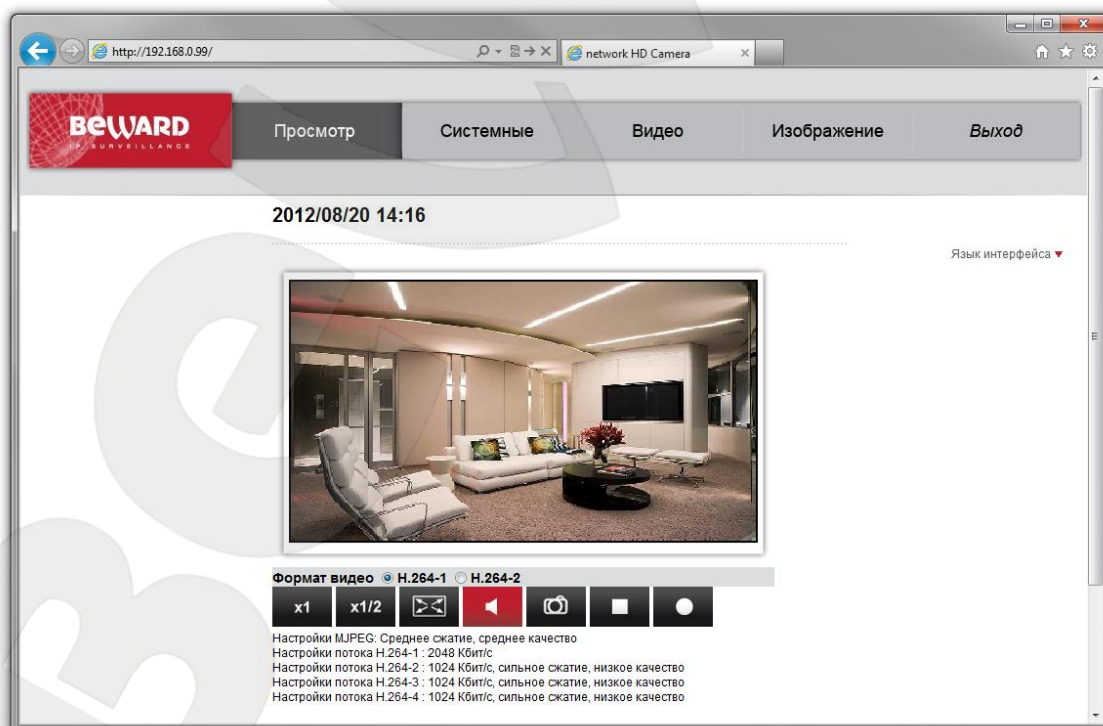 http://192.168.0.99/
network HD Camera
BEWARD
IP SURVEILLANCE
Просмотр
Системные
Видео
Изображение
Выход
2012/08/20 14:16
Язык интерфейса
Формат видео H.264-1 H.264-2
x1 x1/2
Настройки MJPEG: Среднее сжатие, среднее качество
Настройки потока H.264-1 : 2048 Кбит/с
Настройки потока H.264-2 : 1024 Кбит/с, сильное сжатие, низкое качество
Настройки потока H.264-3 : 1024 Кбит/с, сильное сжатие, низкое качество
Настройки потока H.264-4 : 1024 Кбит/с, сильное сжатие, низкое качество